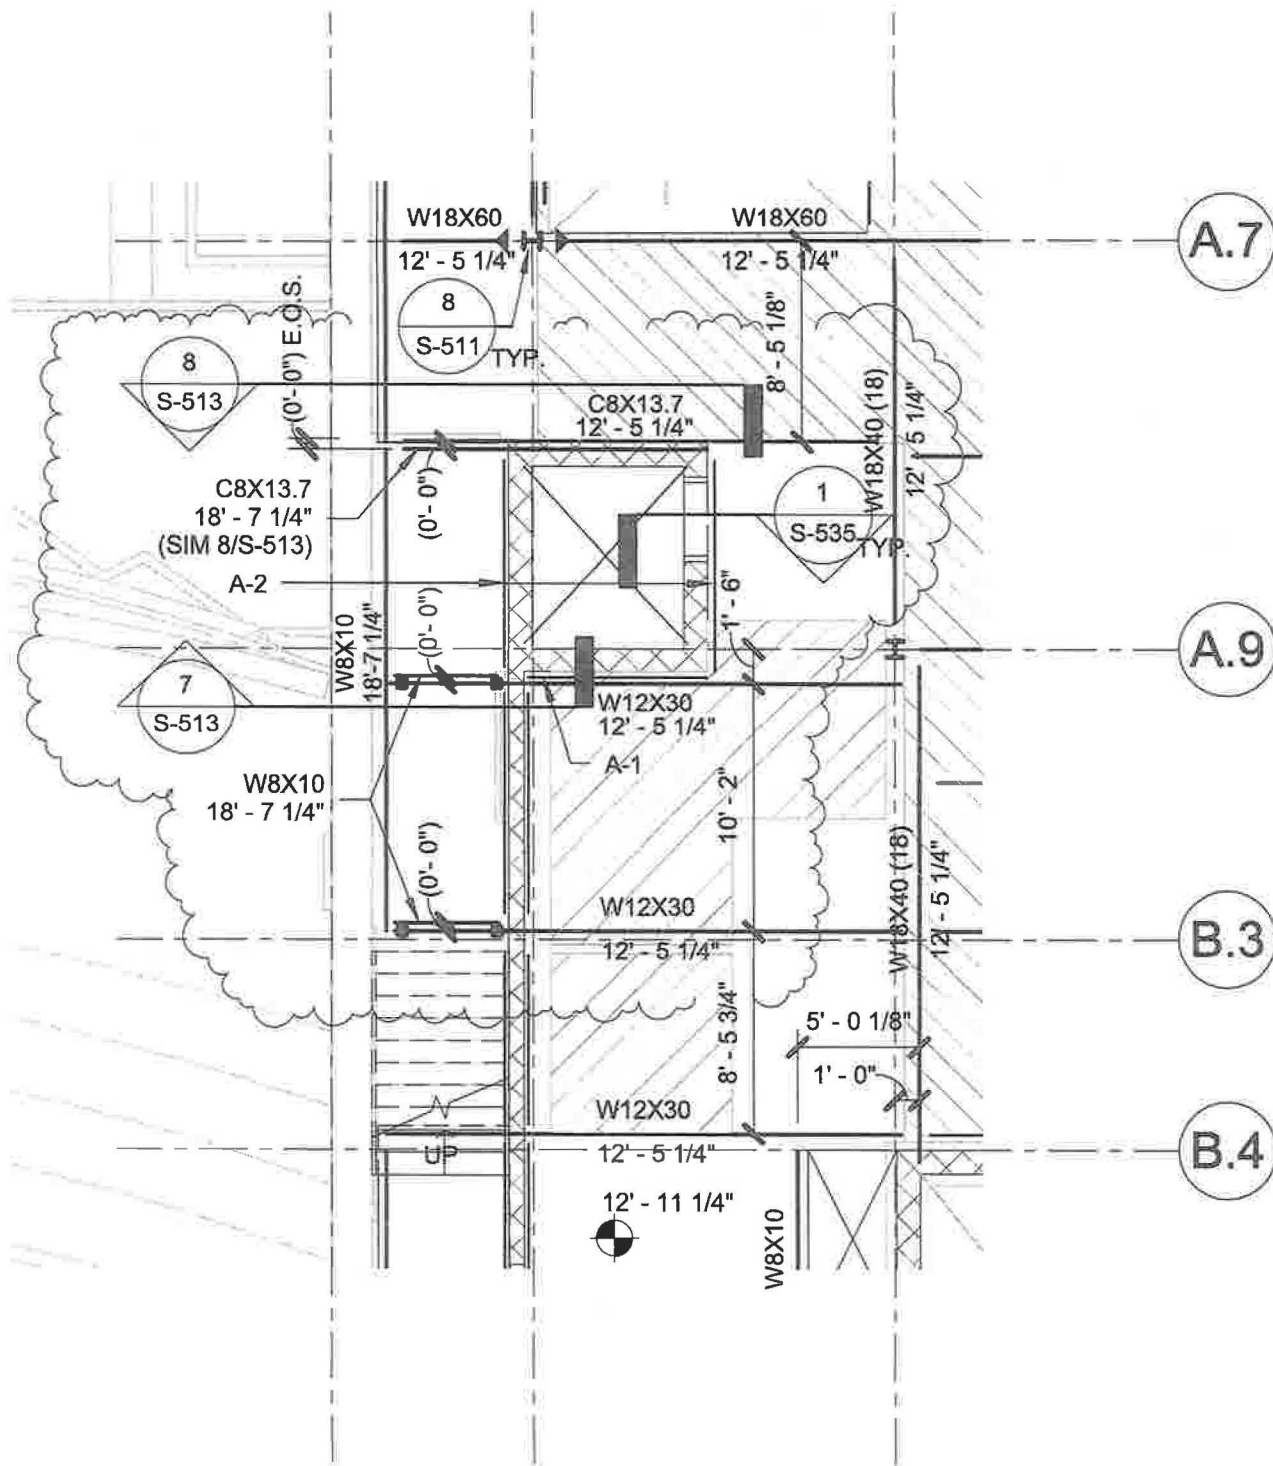 W18X60
12' - 5 1/4"
W18X60
12' - 5 1/4"
A.7
8
S-511
TYP.
(0'- 0") E.O.S.
8' - 5 1/8"
8
S-513
C8X13.7
12' - 5 1/4"
W18X40 (18)
12' - 5 1/4"
C8X13.7
18' - 7 1/4"
(SIM 8/S-513)
(0'- 0")
1
S-535
TYP.
A-2
1' - 6"
W8X10
18'-7 1/4"
(0'- 0")
A.9
7
S-513
W12X30
12' - 5 1/4"
A-1
W8X10
18' - 7 1/4"
10' - 2"
(0'- 0")
W18X40 (18)
12' - 5 1/4"
W12X30
12' - 5 1/4"
B.3
8' - 5 3/4"
5' - 0 1/8"
1' - 0"
W12X30
12' - 5 1/4"
UP
B.4
12' - 11 1/4"
W8X10